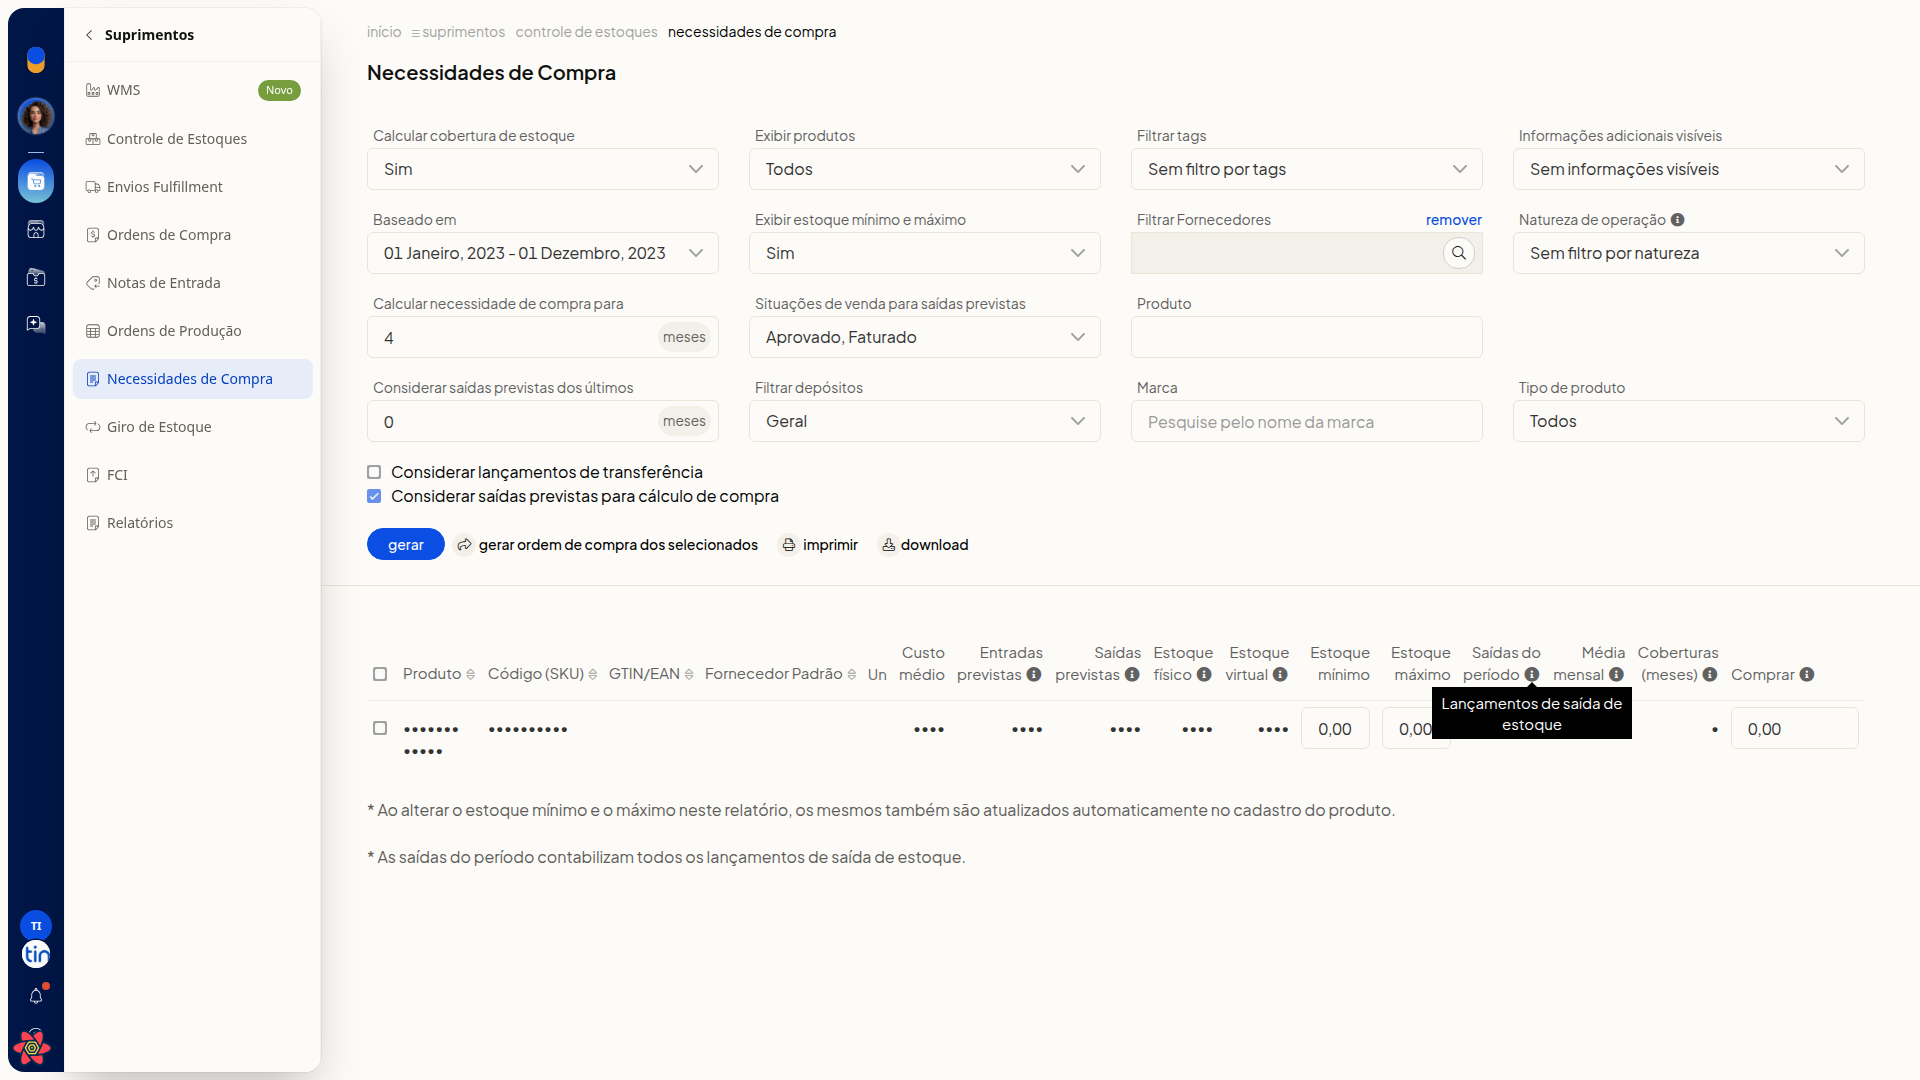 Suprimentos
WMS
Novo
Controle de Estoques
Envios Fulfillment
Ordens de Compra
Notas de Entrada
Ordens de Produção
Necessidades de Compra
Giro de Estoque
FCI
Relatórios
TI
tin
início suprimentos controle de estoques necessidades de compra
Necessidades de Compra
Calcular cobertura de estoque
Sim
Exibir produtos
Todos
Filtrar tags
Sem filtro por tags
Informações adicionais visíveis
Sem informações visíveis
Baseado em
01 Janeiro, 2023 - 01 Dezembro, 2023
Exibir estoque mínimo e máximo
Sim
Filtrar Fornecedores remover
Natureza de operação
Sem filtro por natureza
Calcular necessidade de compra para
4 meses
Situações de venda para saídas previstas
Aprovado, Faturado
Produto
Considerar saídas previstas dos últimos
0 meses
Filtrar depósitos
Geral
Marca
Pesquise pelo nome da marca
Tipo de produto
Todos
Considerar lançamentos de transferência
Considerar saídas previstas para cálculo de compra
gerar gerar ordem de compra dos selecionados imprimir download
Produto
Código (SKU)
GTIN/EAN
Fornecedor Padrão
Un
Custo médio
Entradas previstas
Saídas previstas
Estoque físico
Estoque virtual
Estoque mínimo
Estoque máximo
Saídas do período
Média mensal
Coberturas (meses)
Comprar
Lançamentos de saída de
estoque
••••••• •••••••••• •••• •••• •••• •••• •••• 0,00 0,00 • 0,00
•••••
* Ao alterar o estoque mínimo e o máximo neste relatório, os mesmos também são atualizados automaticamente no cadastro do produto.
* As saídas do período contabilizam todos os lançamentos de saída de estoque.